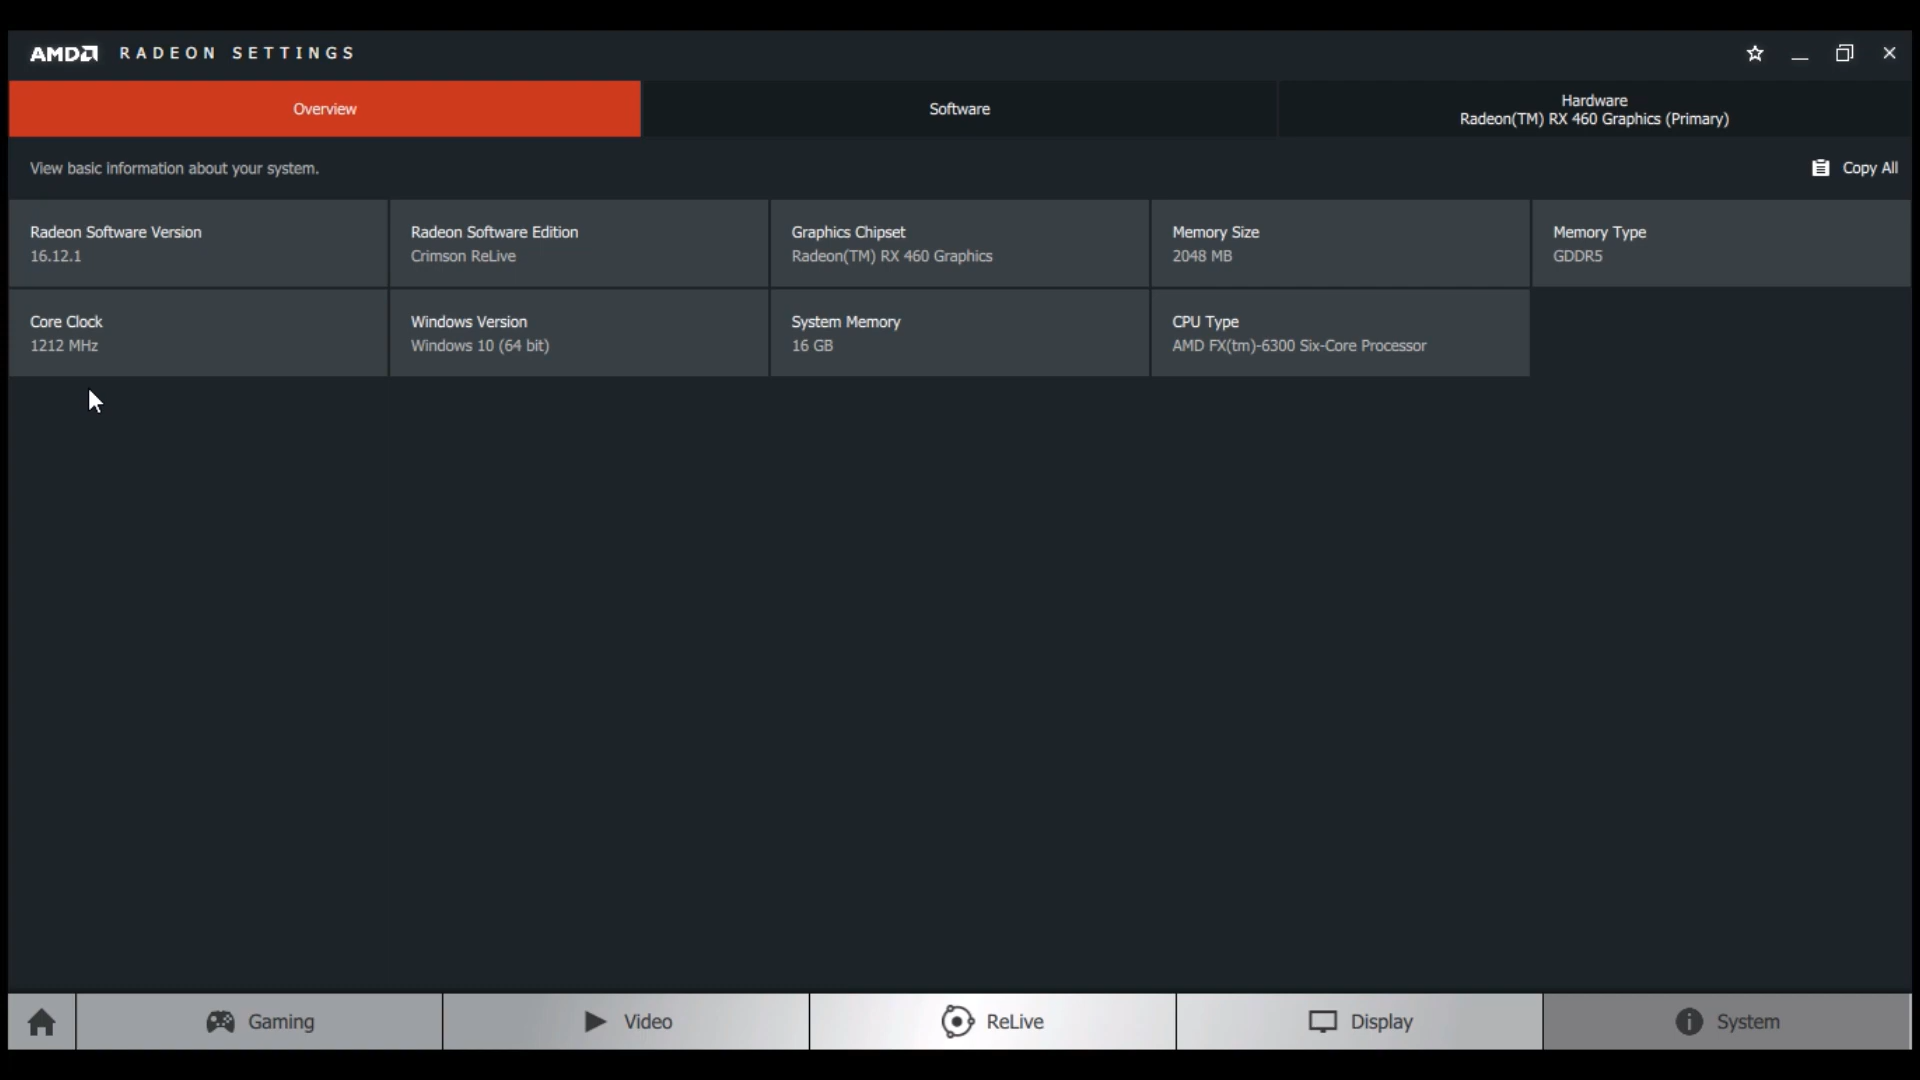 AMD RADEON SETTINGS
Overview
Software
Hardware
Radeon(TM) RX 460 Graphics (Primary)
View basic information about your system.
Copy All
Radeon Software Version
16.12.1
Radeon Software Edition
Crimson ReLive
Graphics Chipset
Radeon(TM) RX 460 Graphics
Memory Size
2048 MB
Memory Type
GDDR5
Core Clock
1212 MHz
Windows Version
Windows 10 (64 bit)
System Memory
16 GB
CPU Type
AMD FX(tm)-6300 Six-Core Processor
Gaming
Video
ReLive
Display
System